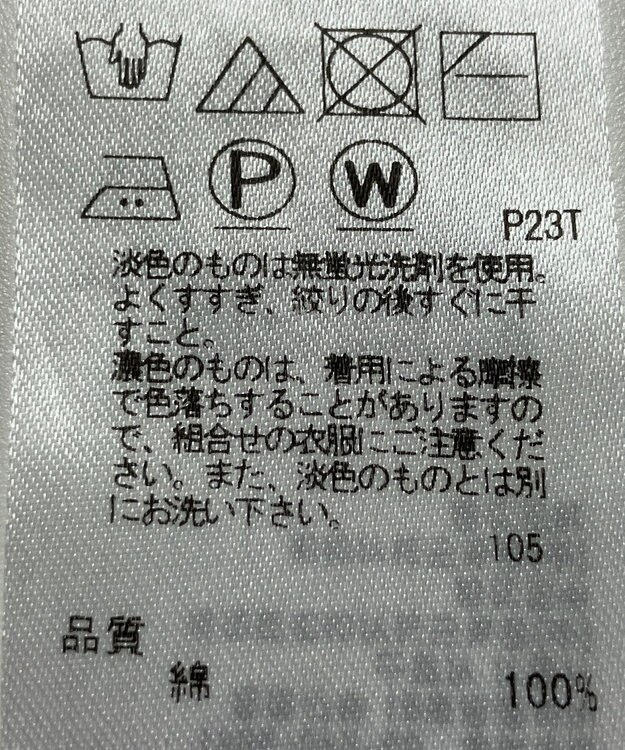 P
W
P23T
淡色のものは無蛍光洗剤を使用。
よくすすぎ、絞りの後すぐに干
すこと。
濃色のものは、着用による摩擦
で色落ちすることがありますの
で、組合せの衣服にご注意くだ
さい。また、淡色のものとは別
にお洗い下さい。
105
品質
綿 100%